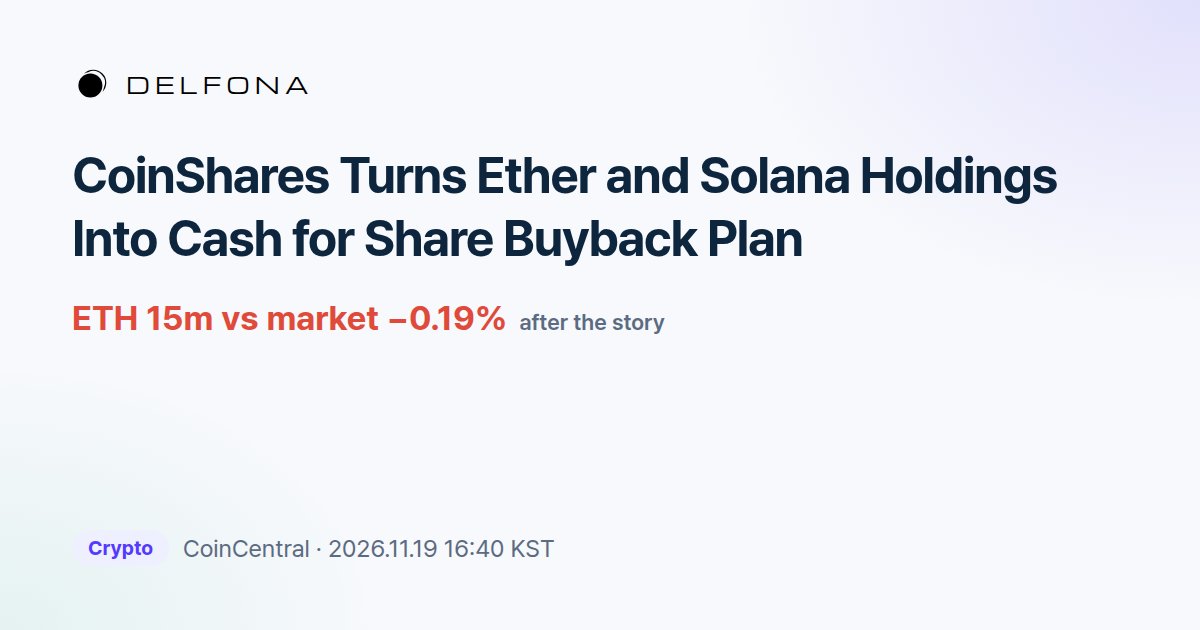 DELFONA
CoinShares Turns Ether and Solana Holdings
Into Cash for Share Buyback Plan
ETH 15m vs market −0.19% after the story
Crypto CoinCentral · 2026.11.19 16:40 KST